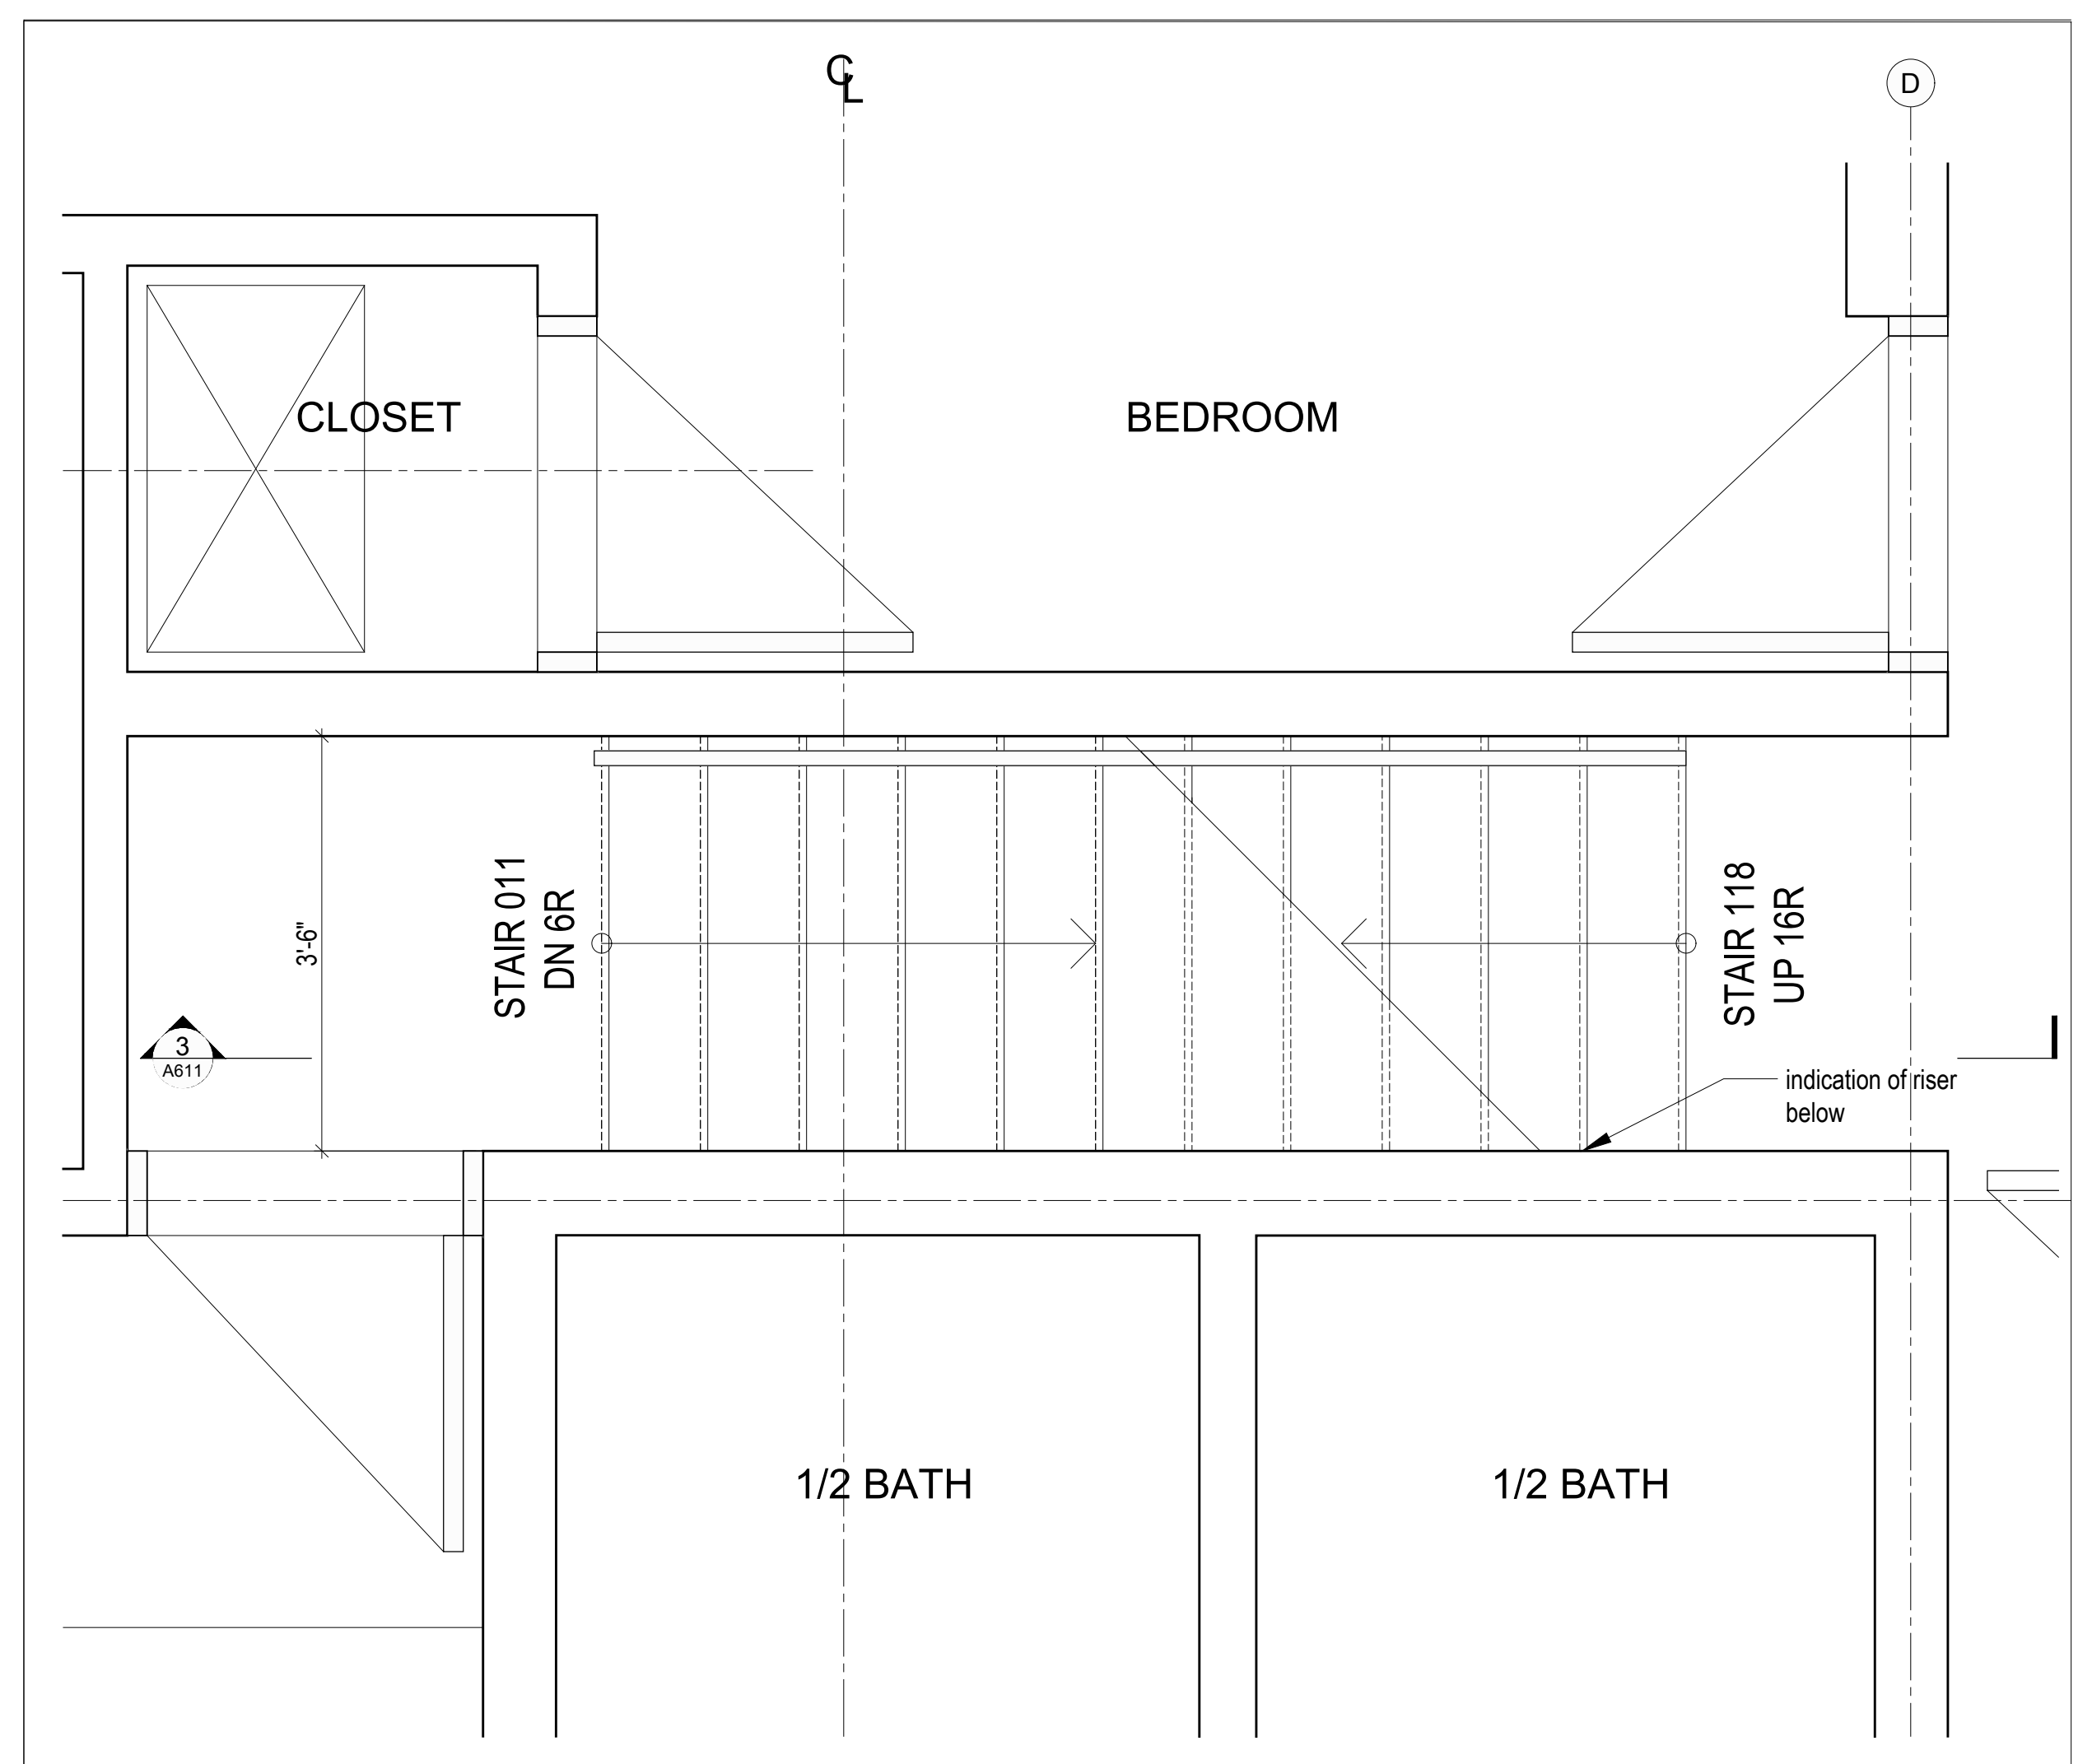 CL
D
CLOSET
BEDROOM
STAIR 011
DN 6R
3'-6"
STAIR 118
UP 16R
3
A611
indication of riser
below
1/2 BATH
1/2 BATH